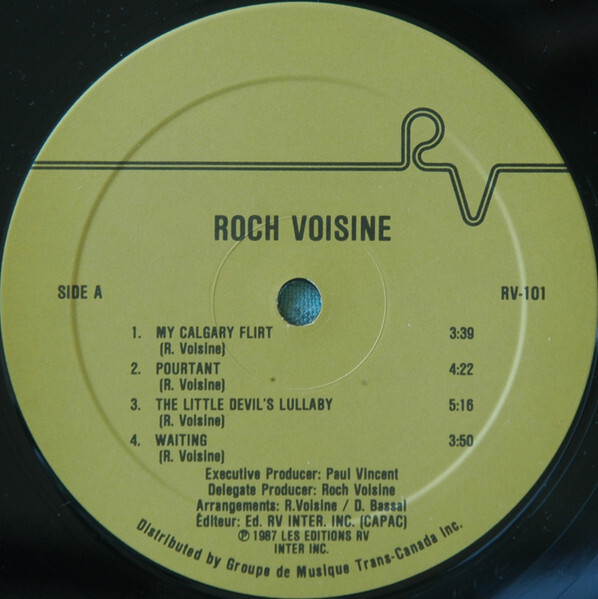 RV
ROCH VOISINE
SIDE A
RV-101
1. MY CALGARY FLIRT 3:39
(R. Voisine)
2. POURTANT 4:22
(R. Voisine)
3. THE LITTLE DEVIL'S LULLABY 5:16
(R. Voisine)
4. WAITING 3:50
(R. Voisine)
Executive Producer: Paul Vincent
Delegate Producer: Roch Voisine
Arrangements: R.Voisine / D. Bassal
Éditeur: Ed. RV INTER. INC. (CAPAC)
℗ 1987 LES EDITIONS RV
INTER INC.
Distributed by Groupe de Musique Trans-Canada Inc.